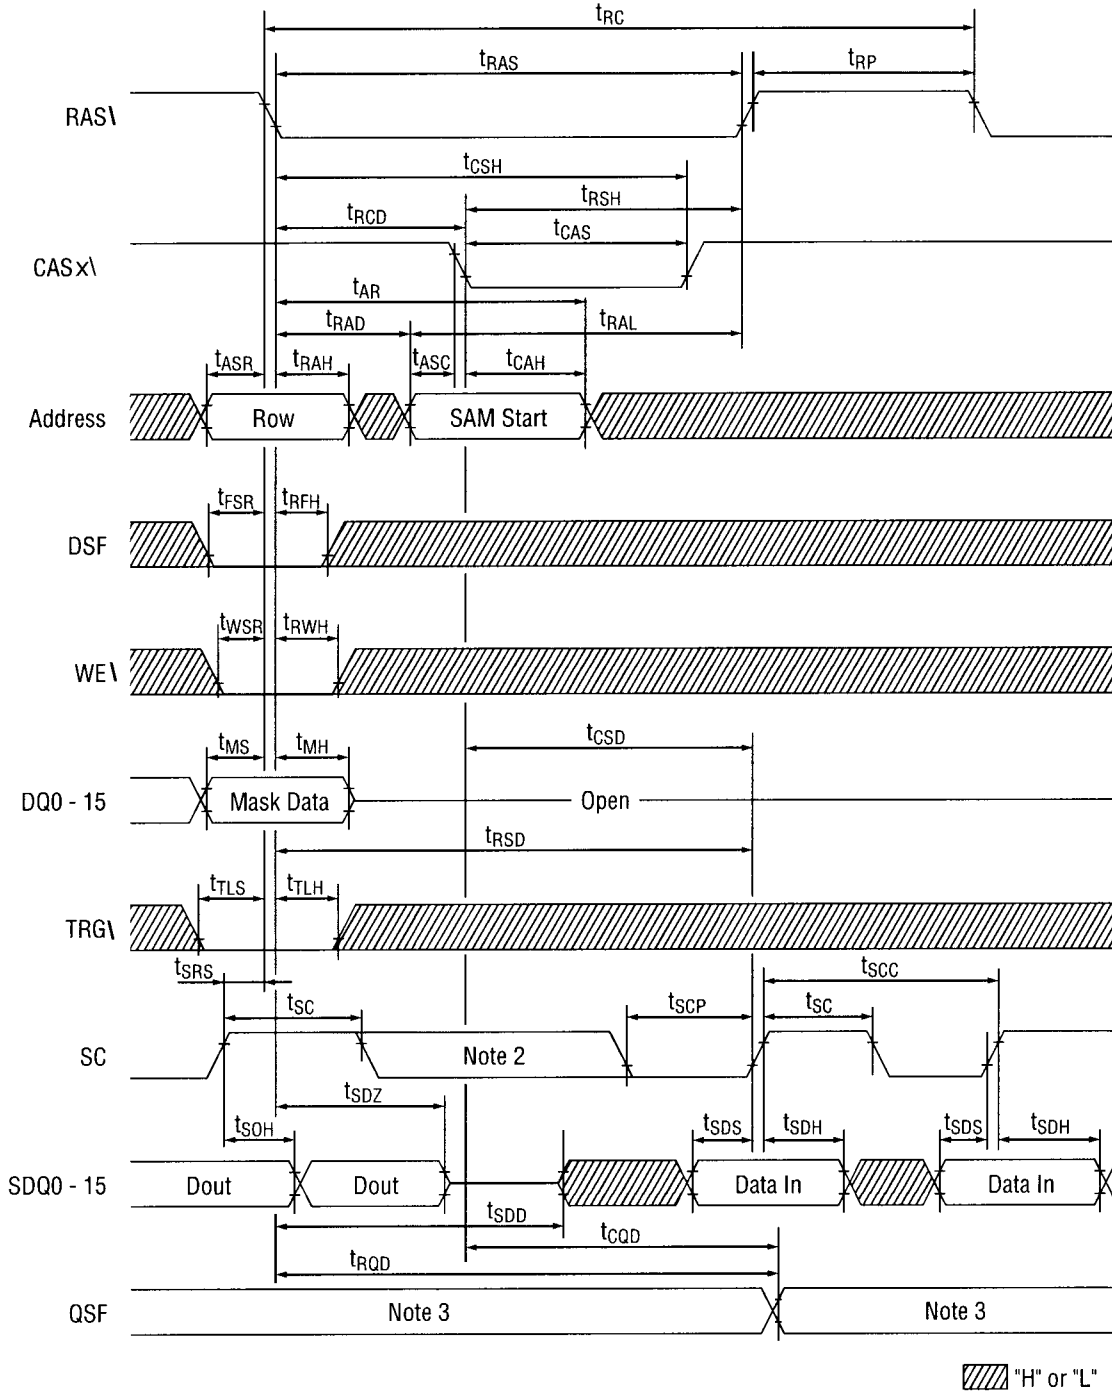 tRC
tRAS
tRP
RAS\
tCSH
tRSH
tRCD
tCAS
CASx\
tAR
tRAD
tRAL
tASR
tRAH
tASC
tCAH
Address
Row
SAM Start
tFSR
tRFH
DSF
tWSR
tRWH
WE\
tCSD
tMS
tMH
DQ0 - 15
Mask Data
Open
tRSD
tTLS
tTLH
TRG\
tSRS
tSCC
tSC
tSCP
tSC
SC
Note 2
tSDZ
tSOH
tSDS
tSDH
tSDS
tSDH
SDQ0 - 15
Dout
Dout
Data In
Data In
tSDD
tCQD
tRQD
QSF
Note 3
Note 3
"H" or "L"